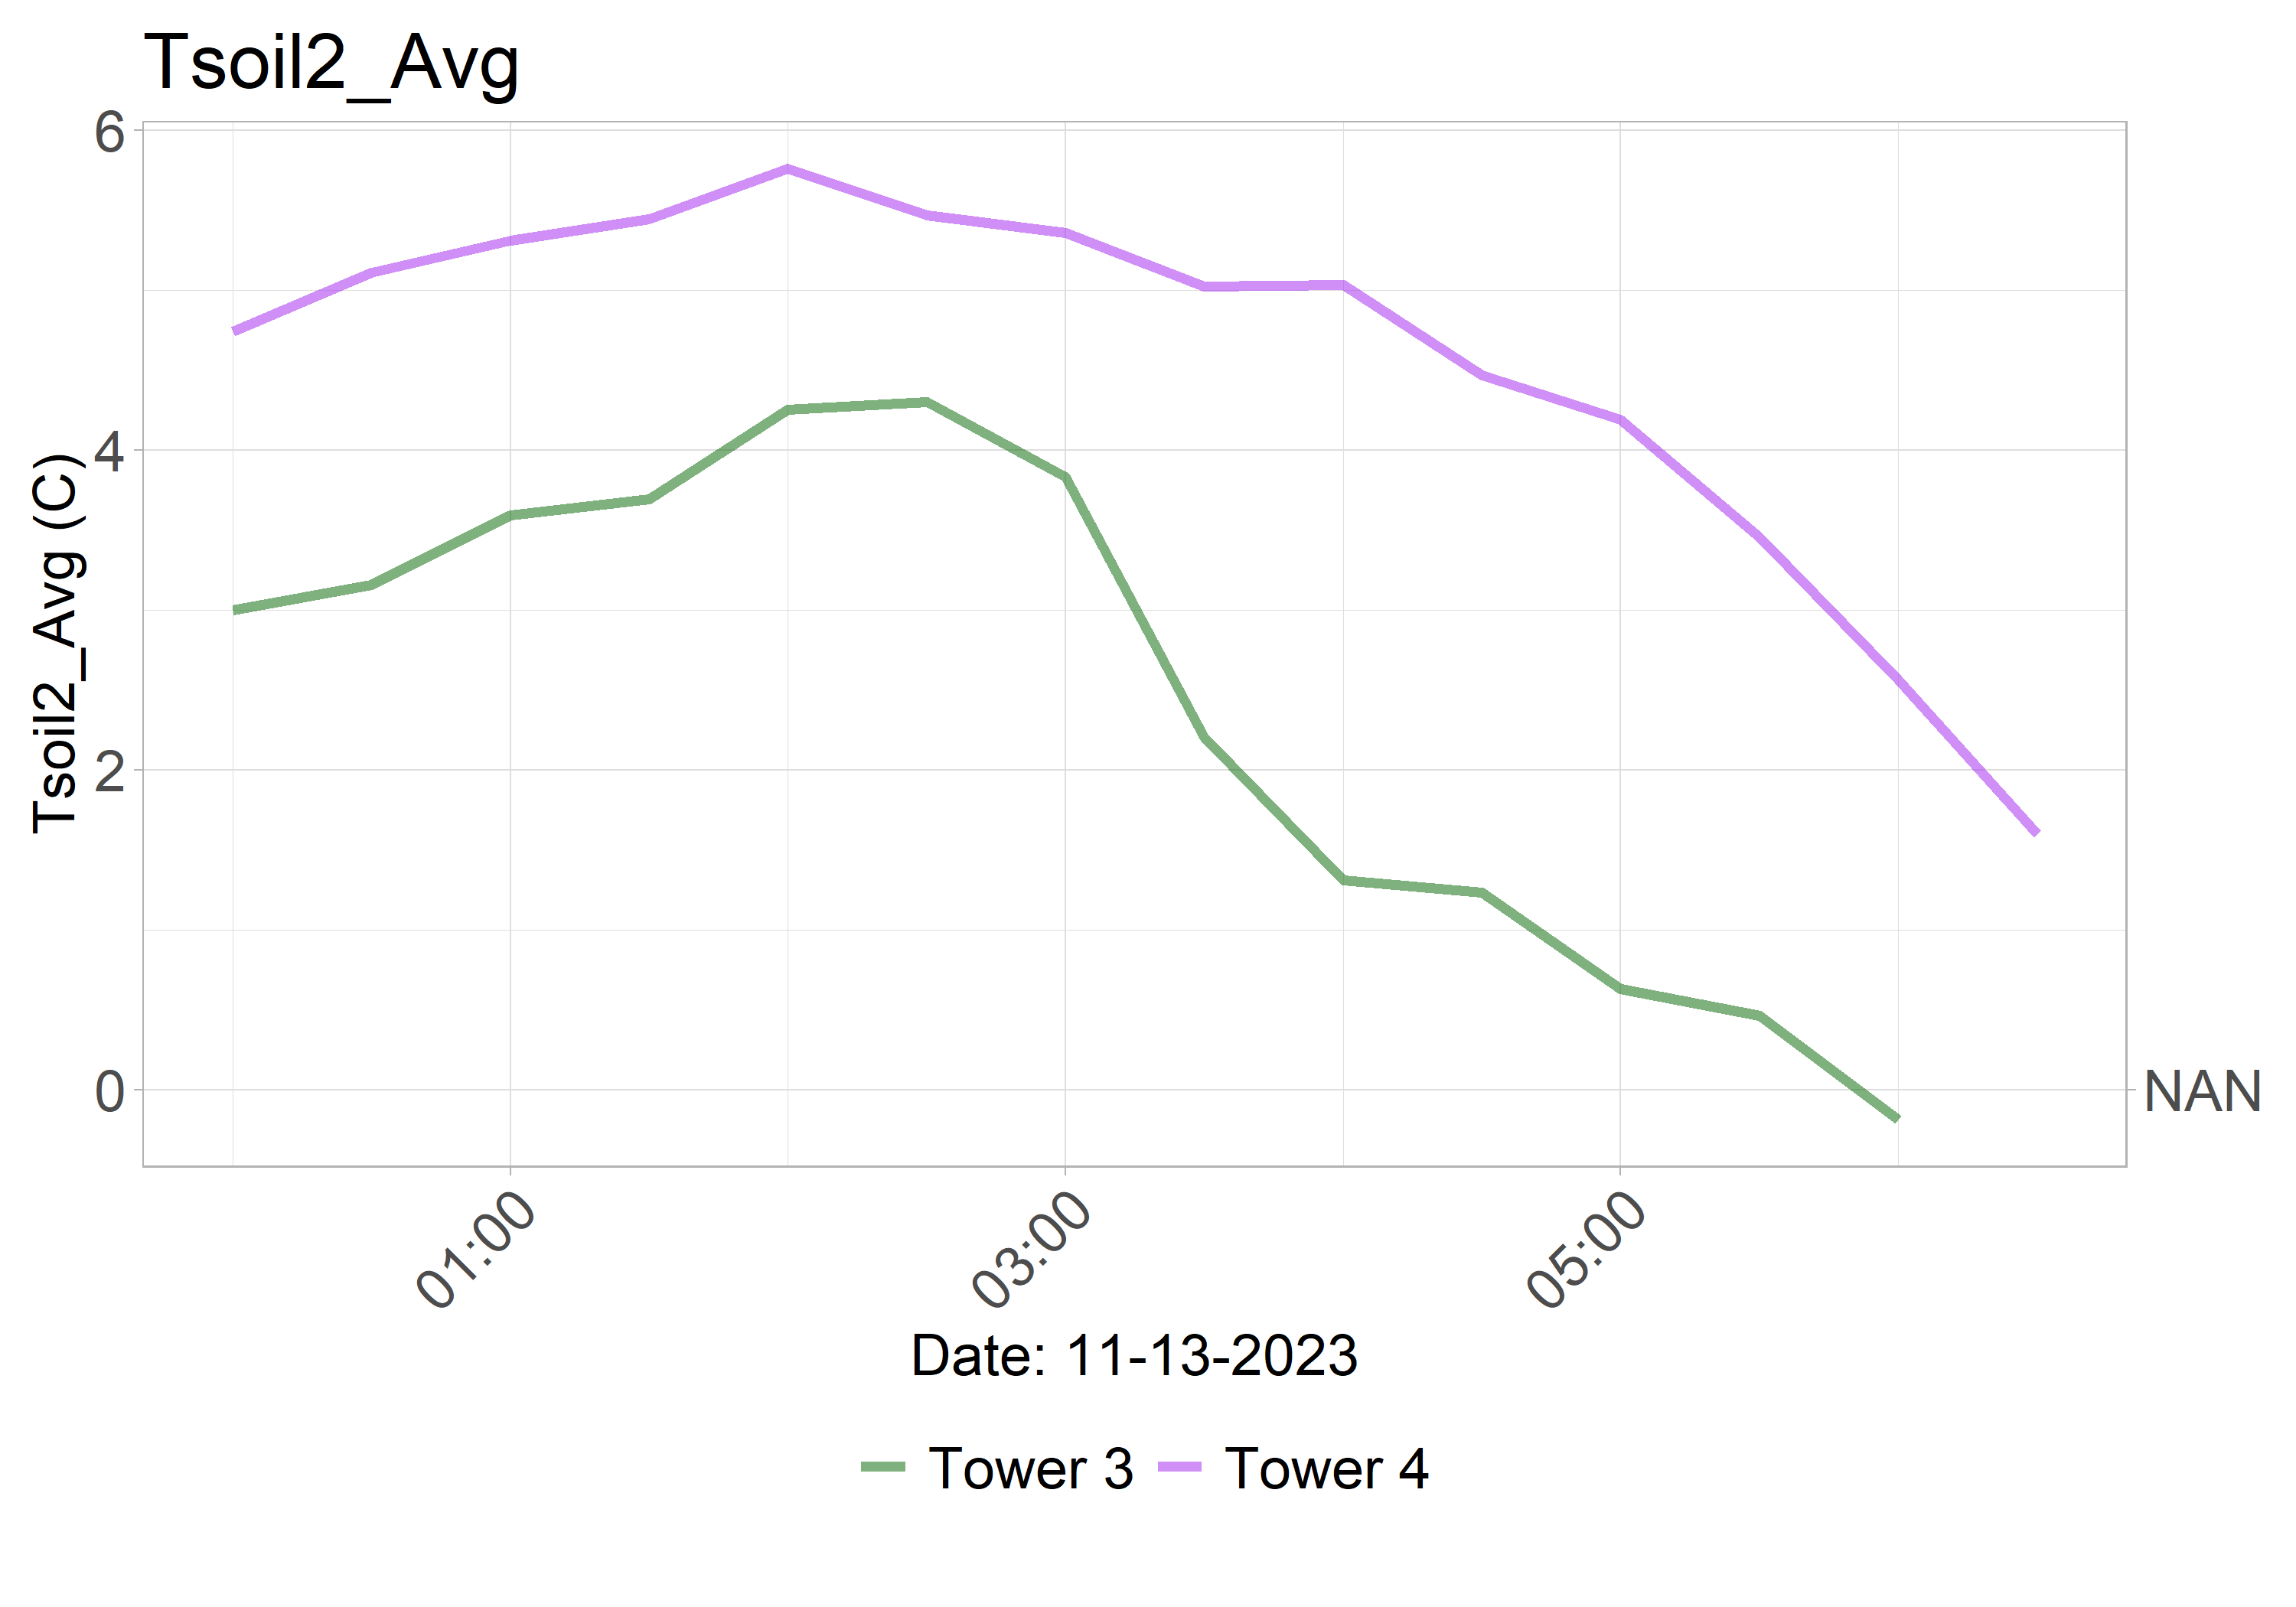 Tsoil2_Avg
Tsoil2_Avg (C)
6
4
2
0
NAN
01:00
03:00
05:00
Date: 11-13-2023
Tower 3
Tower 4